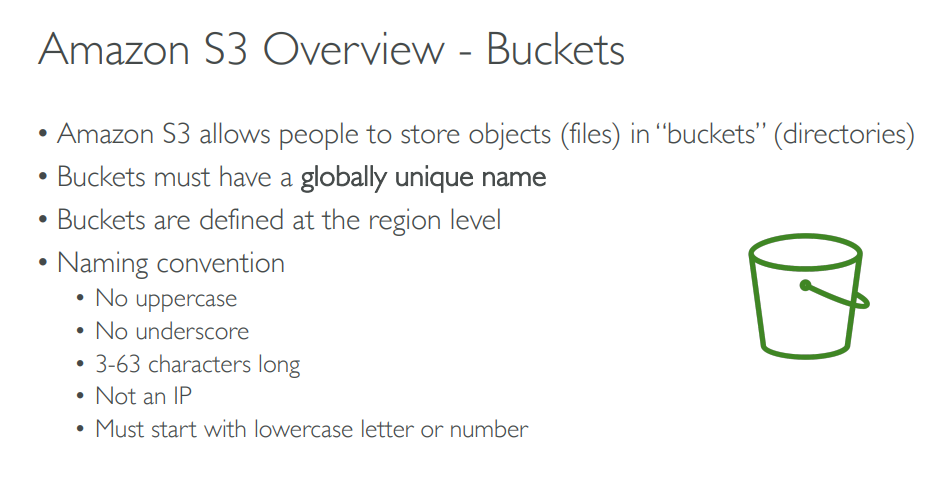 Amazon S3 Overview - Buckets
• Amazon S3 allows people to store objects (files) in “buckets” (directories)
• Buckets must have a globally unique name
• Buckets are defined at the region level
• Naming convention
• No uppercase
• No underscore
• 3-63 characters long
• Not an IP
• Must start with lowercase letter or number